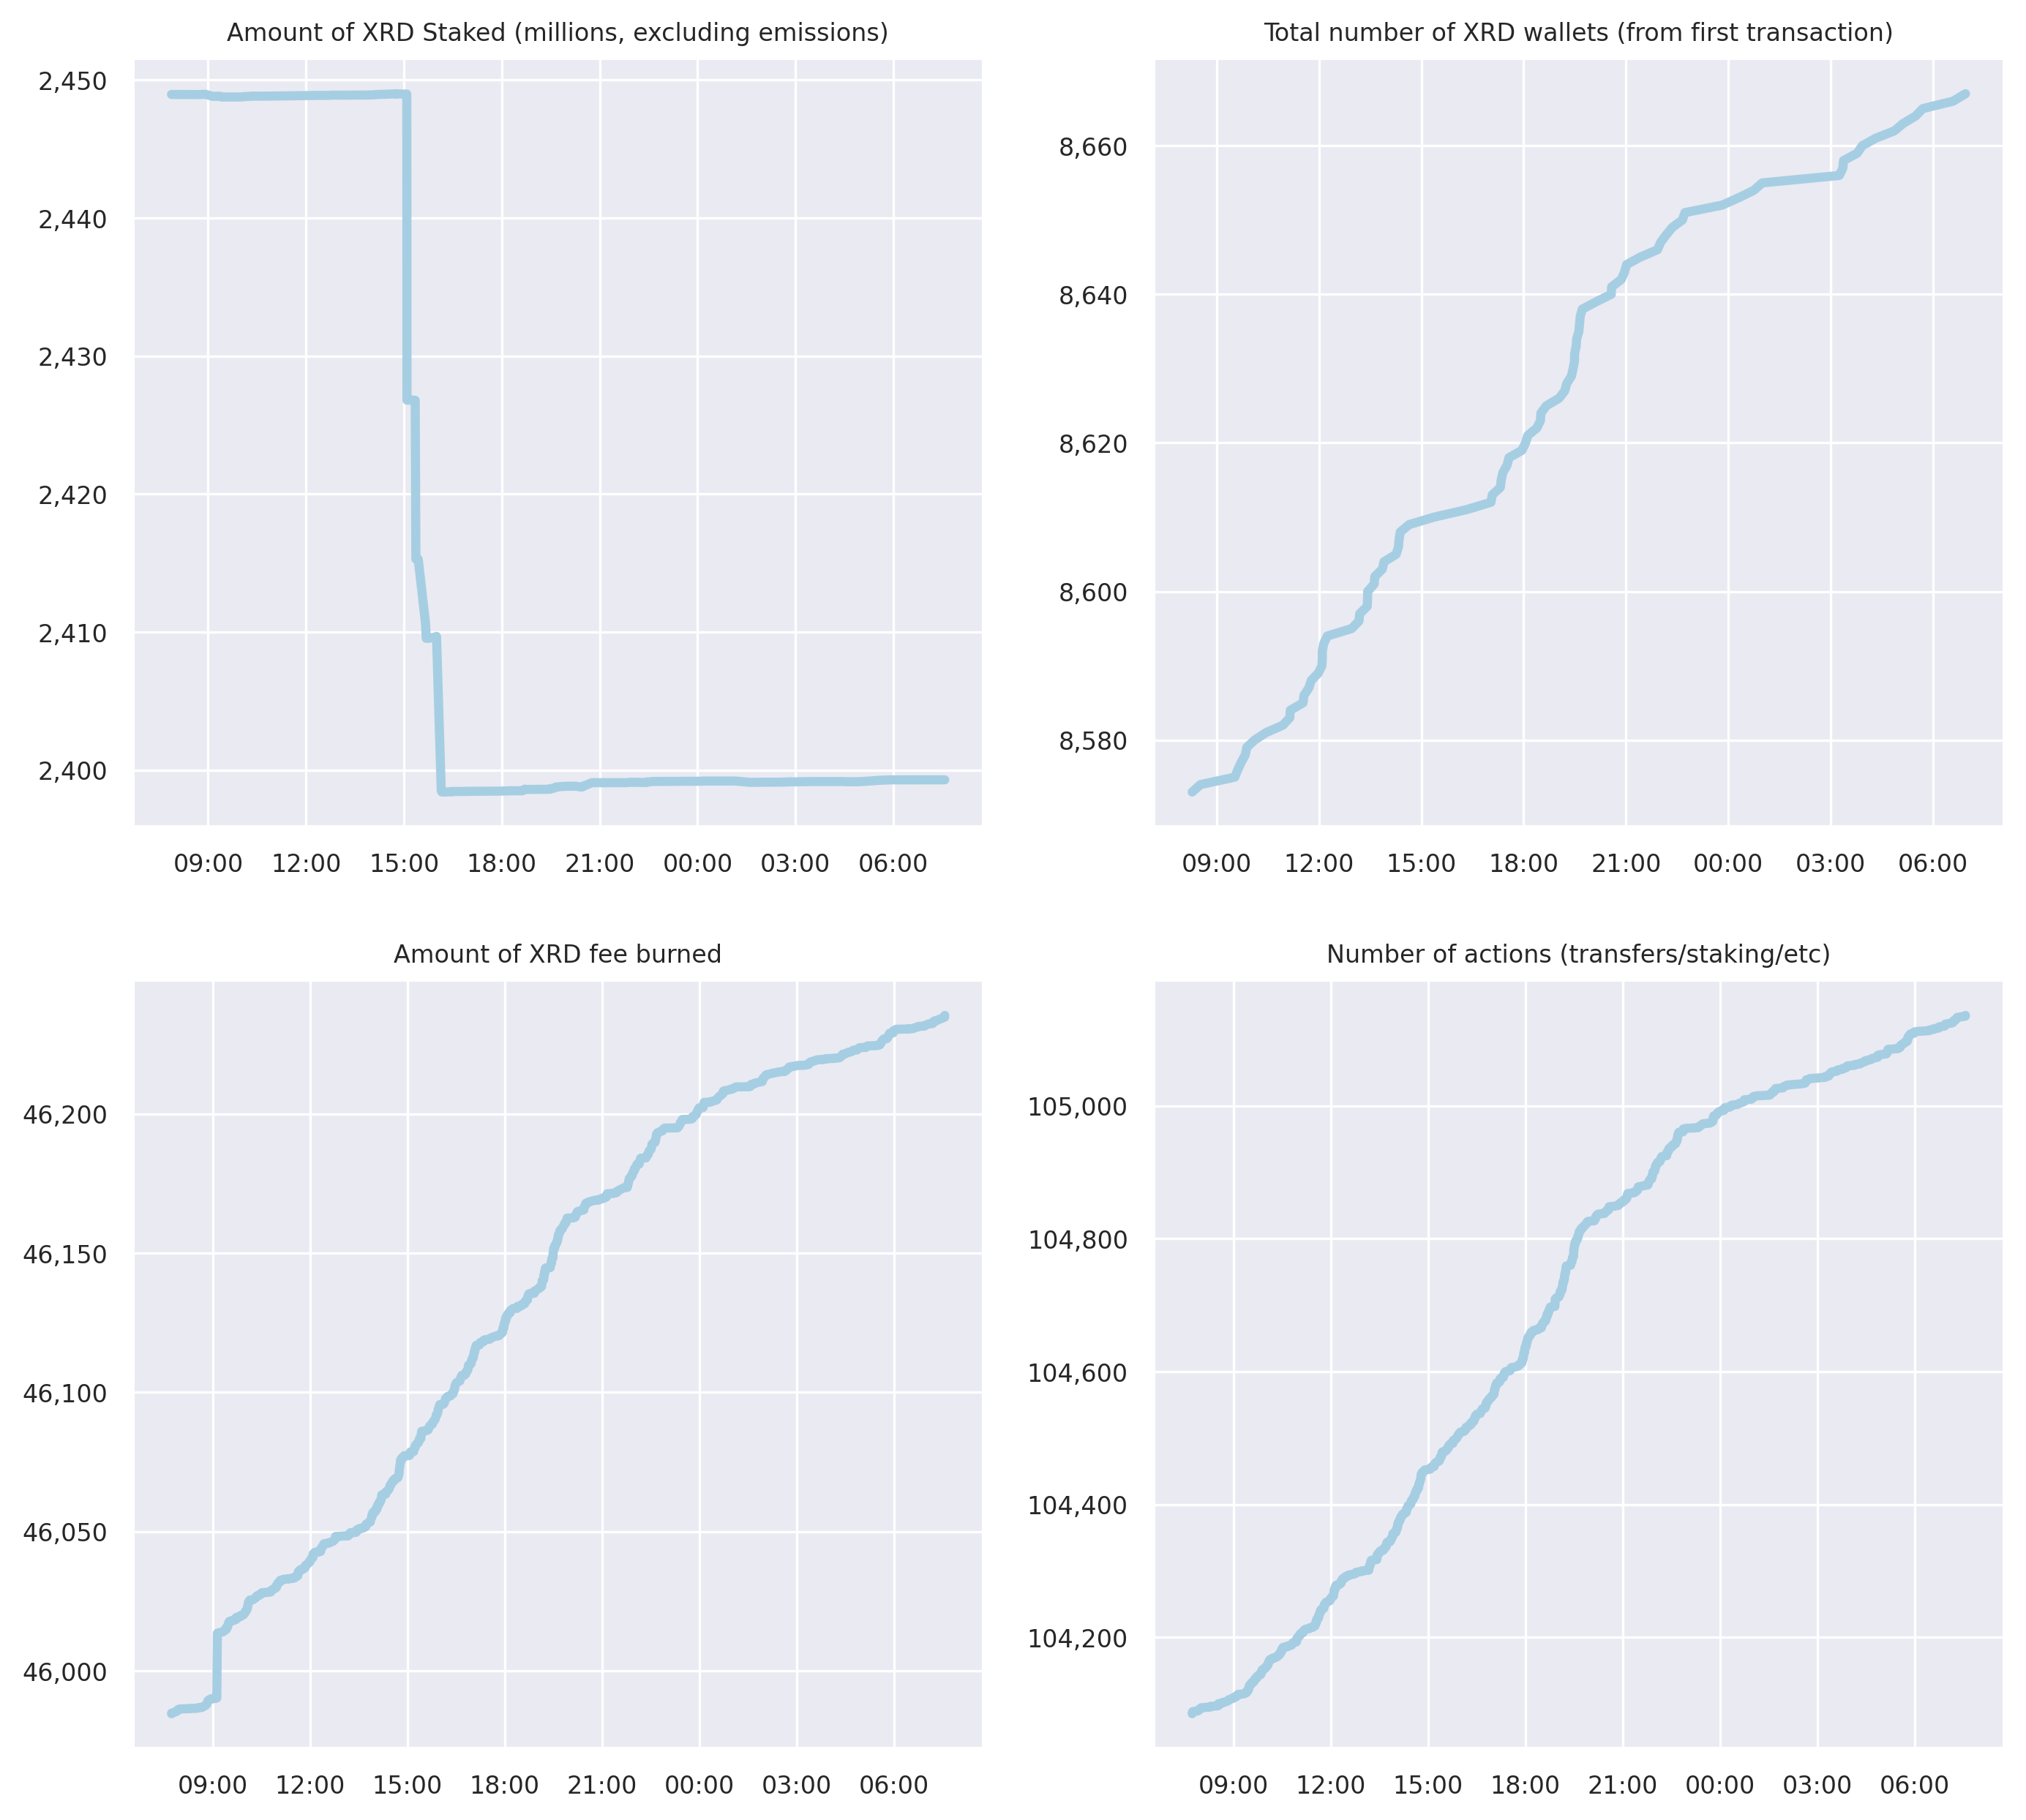 Amount of XRD Staked (millions, excluding emissions)
2,450
2,440
2,430
2,420
2,410
2,400
09:00 12:00 15:00 18:00 21:00 00:00 03:00 06:00
Total number of XRD wallets (from first transaction)
8,660
8,640
8,620
8,600
8,580
09:00 12:00 15:00 18:00 21:00 00:00 03:00 06:00
Amount of XRD fee burned
46,200
46,150
46,100
46,050
46,000
09:00 12:00 15:00 18:00 21:00 00:00 03:00 06:00
Number of actions (transfers/staking/etc)
105,000
104,800
104,600
104,400
104,200
09:00 12:00 15:00 18:00 21:00 00:00 03:00 06:00